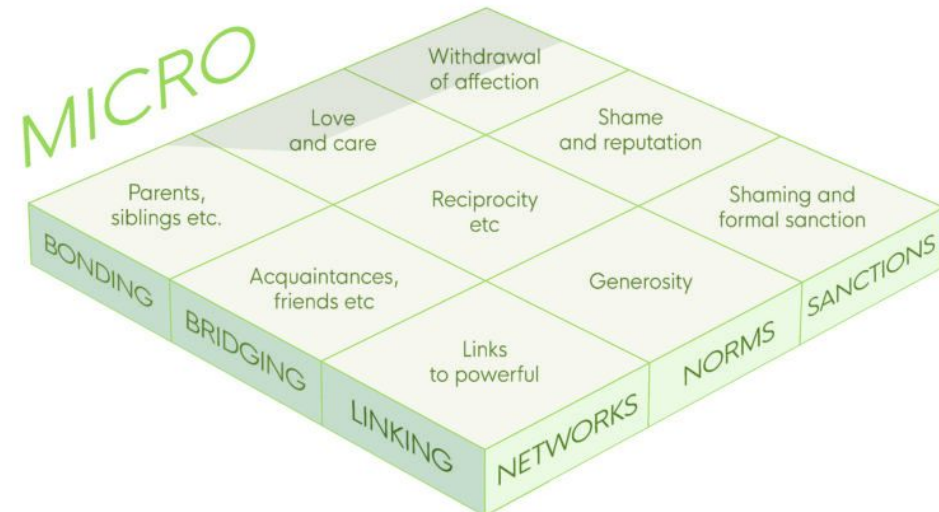 MICRO
Withdrawal
of affection
Love
and care
Shame
and reputation
Parents,
siblings etc.
Reciprocity
etc
Shaming and
formal sanction
Acquaintances,
friends etc
Generosity
Links
to powerful
BONDING
BRIDGING
LINKING
NETWORKS
NORMS
SANCTIONS